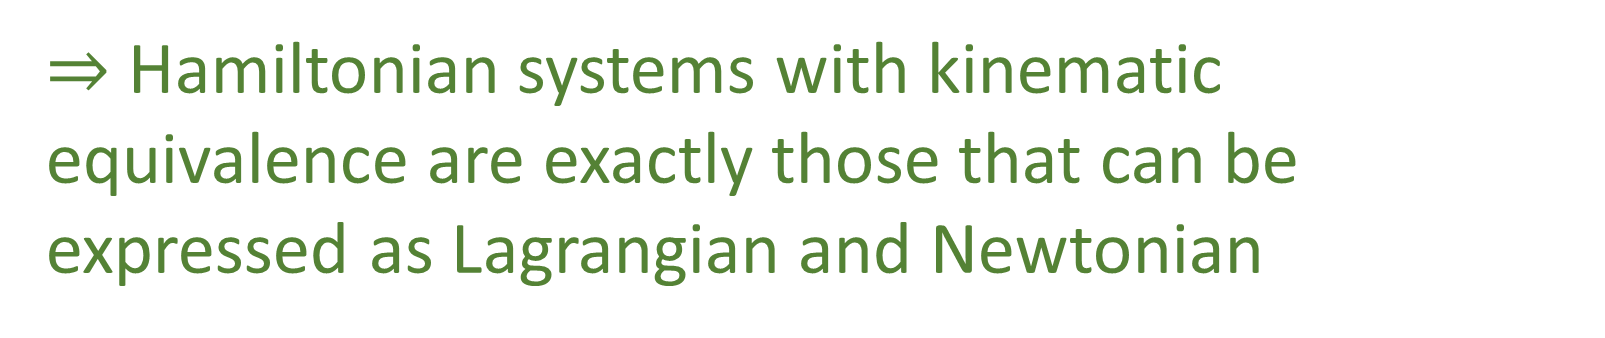 ⇒ Hamiltonian systems with kinematic
equivalence are exactly those that can be
expressed as Lagrangian and Newtonian